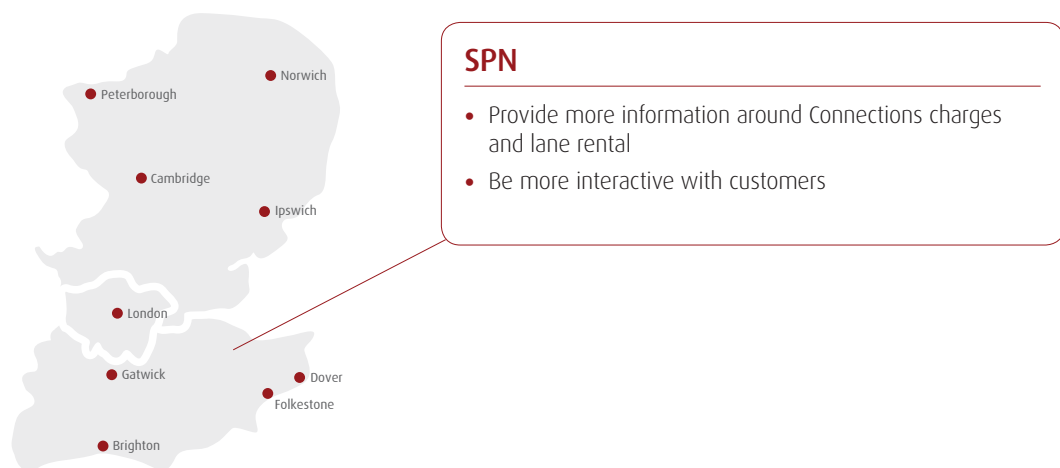 SPN
• Provide more information around Connections charges
and lane rental
• Be more interactive with customers
Norwich
Peterborough
Cambridge
Ipswich
London
Gatwick
Dover
Folkestone
Brighton